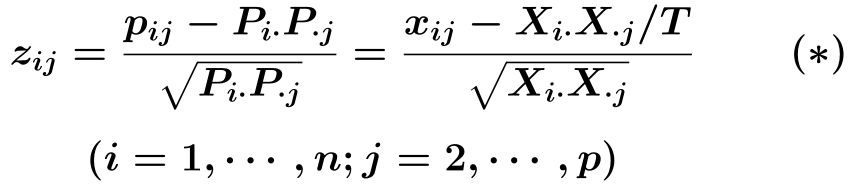 $$z_{ij} = \frac{p_{ij} - P_{i\cdot}P_{\cdot j}}{\sqrt{P_{i\cdot}P_{\cdot j}}} = \frac{x_{ij} - X_{i\cdot}X_{\cdot j}/T}{\sqrt{X_{i\cdot}X_{\cdot j}}} \qquad (*)$$
$$(i = 1, \cdots, n; j = 2, \cdots, p)$$